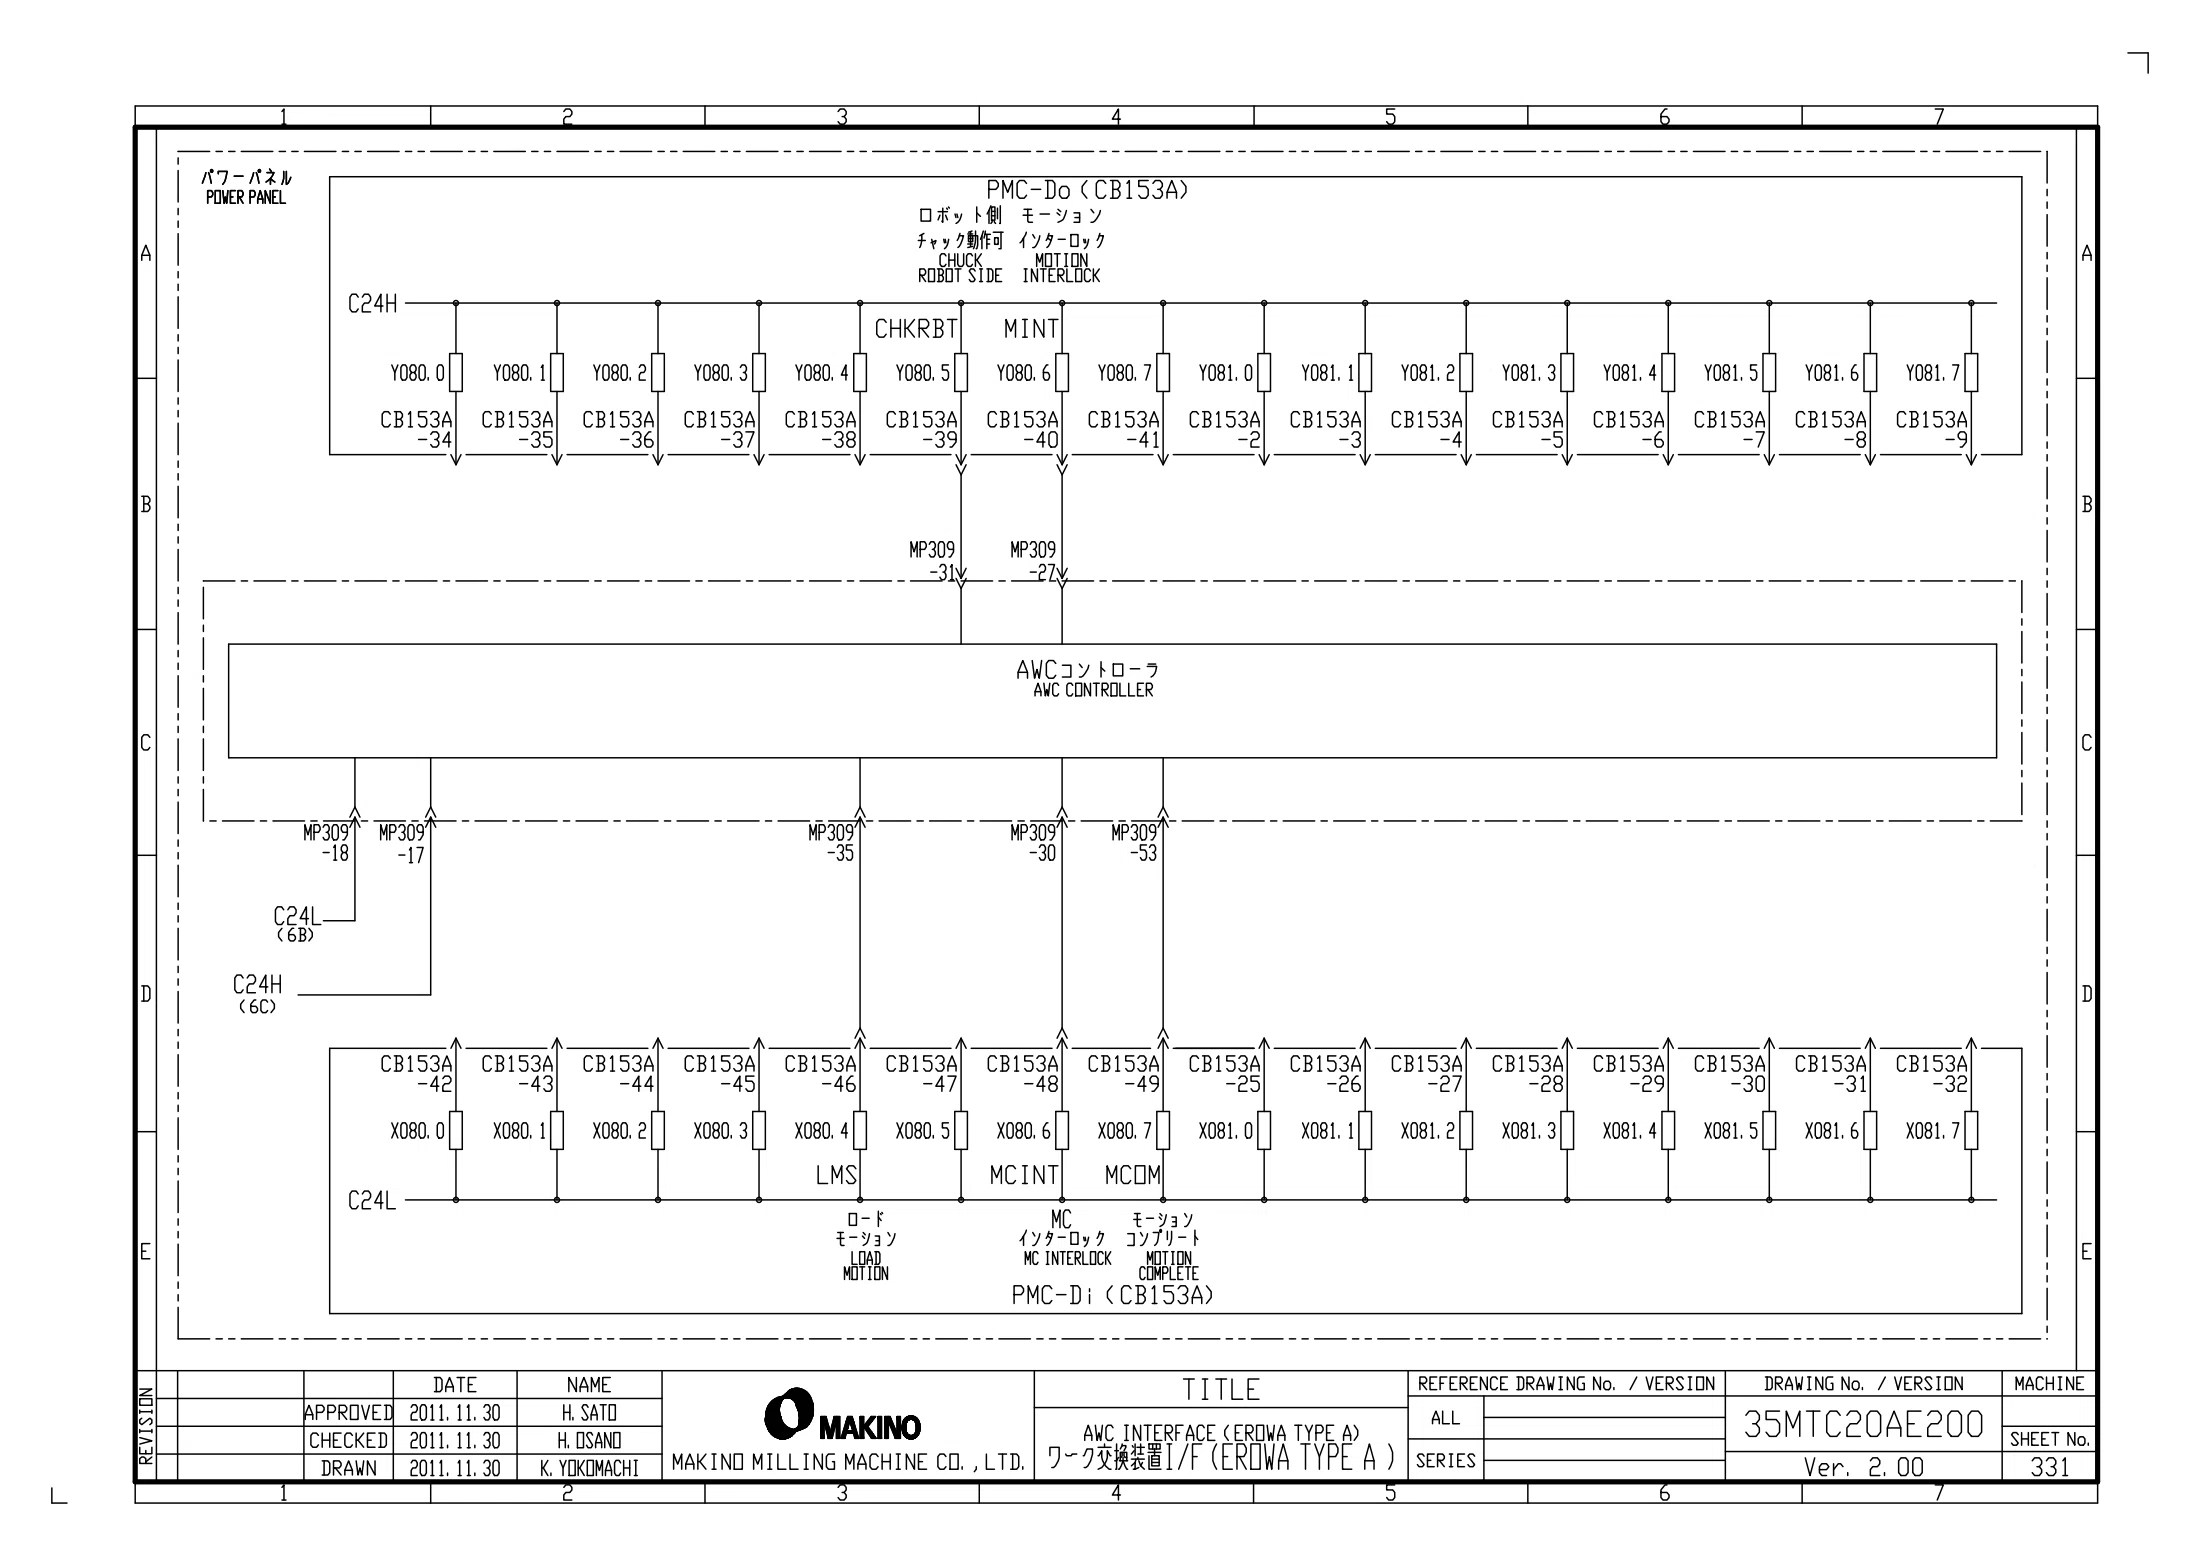 1 2 3 4 5 6 7
パワーパネル
POWER PANEL
PMC-Do (CB153A)
ロボット側 モーション
チャック動作可 インターロック
CHUCK MOTION
ROBOT SIDE INTERLOCK
A A
C24H
CHKRBT MINT
Y080.0 Y080.1 Y080.2 Y080.3 Y080.4 Y080.5 Y080.6 Y080.7 Y081.0 Y081.1 Y081.2 Y081.3 Y081.4 Y081.5 Y081.6 Y081.7
CB153A CB153A CB153A CB153A CB153A CB153A CB153A CB153A CB153A CB153A CB153A CB153A CB153A CB153A CB153A CB153A
-34 -35 -36 -37 -38 -39 -40 -41 -2 -3 -4 -5 -6 -7 -8 -9
B B
MP309 MP309
-31 -27
AWCコントローラ
AWC CONTROLLER
C C
MP309 MP309 MP309 MP309 MP309
-18 -17 -35 -30 -53
C24L
(6B)
C24H
(6C)
D D
CB153A CB153A CB153A CB153A CB153A CB153A CB153A CB153A CB153A CB153A CB153A CB153A CB153A CB153A CB153A CB153A
-42 -43 -44 -45 -46 -47 -48 -49 -25 -26 -27 -28 -29 -30 -31 -32
X080.0 X080.1 X080.2 X080.3 X080.4 X080.5 X080.6 X080.7 X081.0 X081.1 X081.2 X081.3 X081.4 X081.5 X081.6 X081.7
LMS MCINT MCOM
C24L
ロード MC モーション
モーション インターロック コンプリート
LOAD MC INTERLOCK MOTION
MOTION COMPLETE
E E
PMC-Di (CB153A)
REVISION
DATE NAME
APPROVED 2011.11.30 H. SATO
CHECKED 2011.11.30 H. OSANO
DRAWN 2011.11.30 K. YOKOMACHI
MAKINO
MAKINO MILLING MACHINE CO., LTD.
TITLE
AWC INTERFACE (EROWA TYPE A)
ワーク交換装置I/F (EROWA TYPE A )
REFERENCE DRAWING No. / VERSION
ALL
SERIES
DRAWING No. / VERSION
35MTC20AE200
Ver. 2.00
MACHINE
SHEET No.
331
1 2 3 4 5 6 7